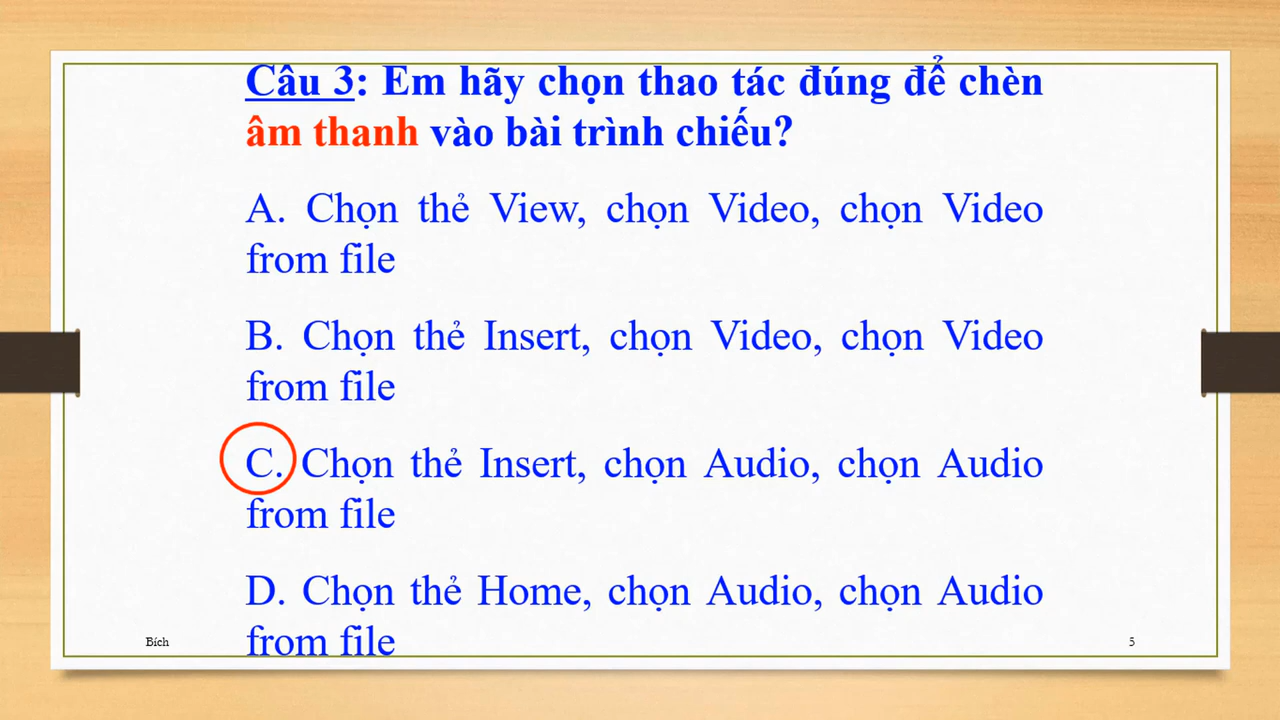 Câu 3: Em hãy chọn thao tác đúng để chèn
âm thanh vào bài trình chiếu?
A. Chọn thẻ View, chọn Video, chọn Video
from file
B. Chọn thẻ Insert, chọn Video, chọn Video
from file
C. Chọn thẻ Insert, chọn Audio, chọn Audio
from file
D. Chọn thẻ Home, chọn Audio, chọn Audio
from file
Bích
5